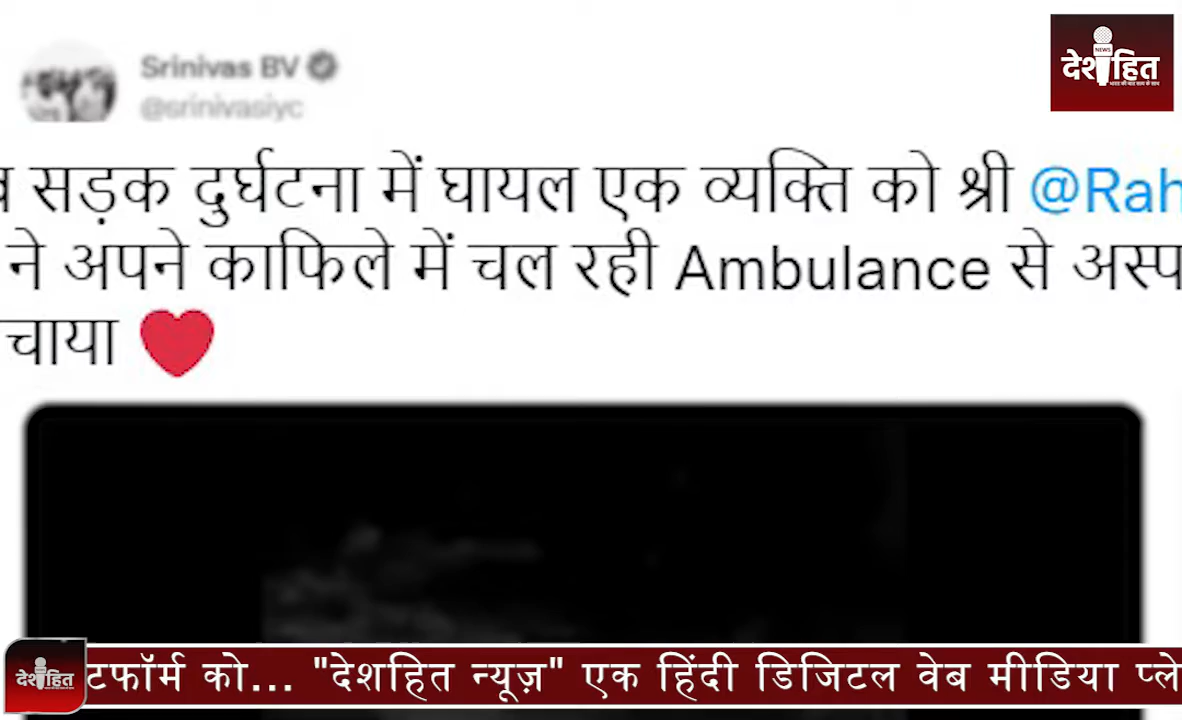 Srinivas BV
@srinivasiyc
देशहित
NEWS
सड़क दुर्घटना में घायल एक व्यक्ति को श्री @Rah
ने अपने काफिले में चल रही Ambulance से अस्प
चाया ❤️
देशहित
टफॉर्म को... "देशहित न्यूज़" एक हिंदी डिजिटल वेब मीडिया प्ले